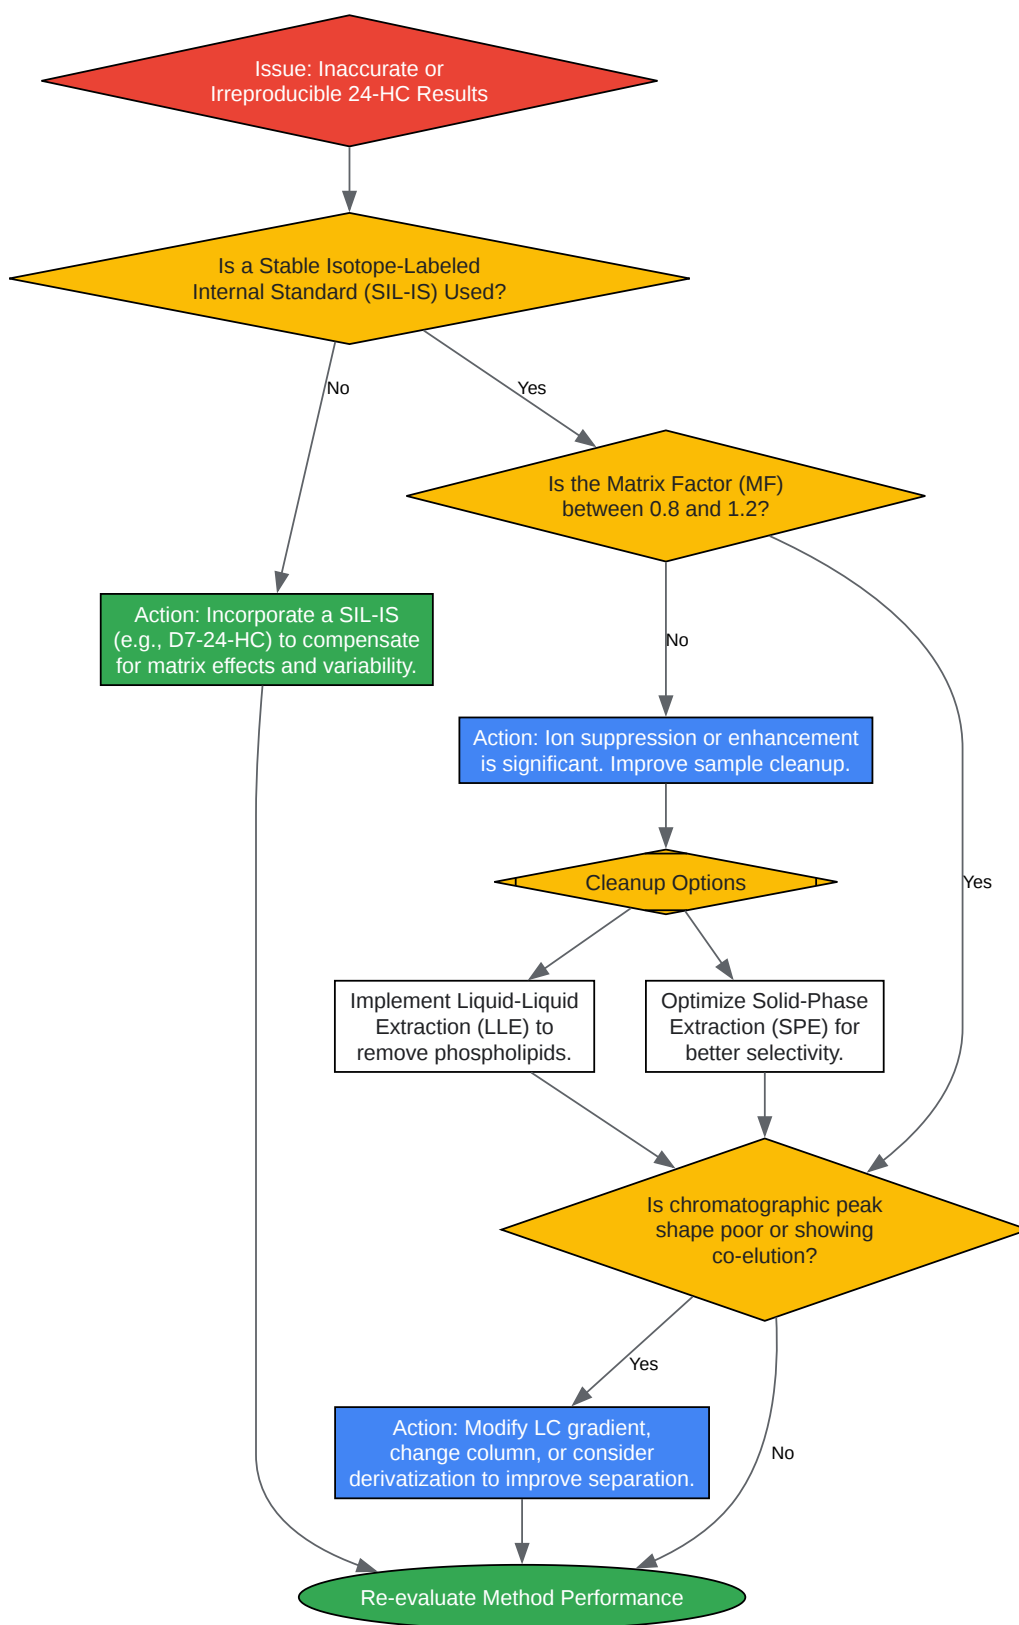 Issue: Inaccurate or
Irreproducible 24-HC Results
Is a Stable Isotope-Labeled
Internal Standard (SIL-IS) Used?
No
Yes
Is the Matrix Factor (MF)
between 0.8 and 1.2?
Action: Incorporate a SIL-IS
(e.g., D7-24-HC) to compensate
for matrix effects and variability.
No
Action: Ion suppression or enhancement
is significant. Improve sample cleanup.
Cleanup Options
Yes
Implement Liquid-Liquid
Extraction (LLE) to
remove phospholipids.
Optimize Solid-Phase
Extraction (SPE) for
better selectivity.
Is chromatographic peak
shape poor or showing
co-elution?
Yes
Action: Modify LC gradient,
change column, or consider
derivatization to improve separation.
No
Re-evaluate Method Performance